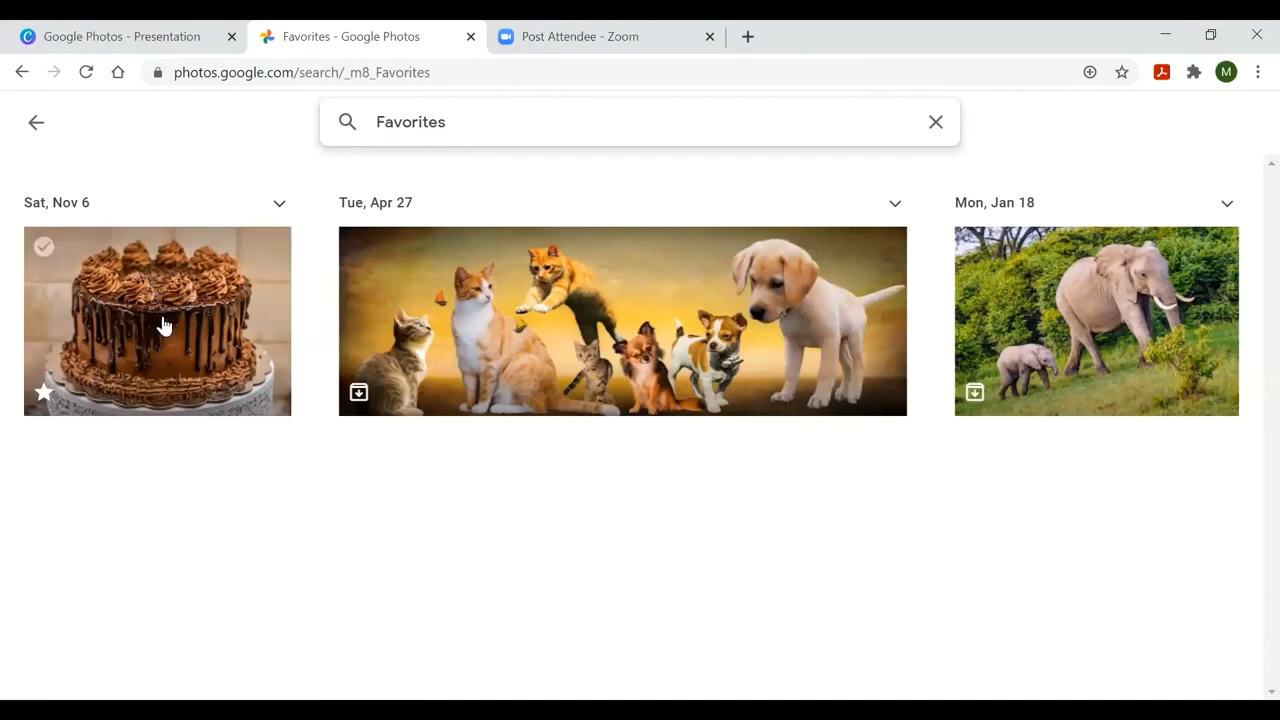 Google Photos - Presentation
Favorites - Google Photos
Post Attendee - Zoom
photos.google.com/search/_m8_Favorites
M
Favorites
Sat, Nov 6
Tue, Apr 27
Mon, Jan 18